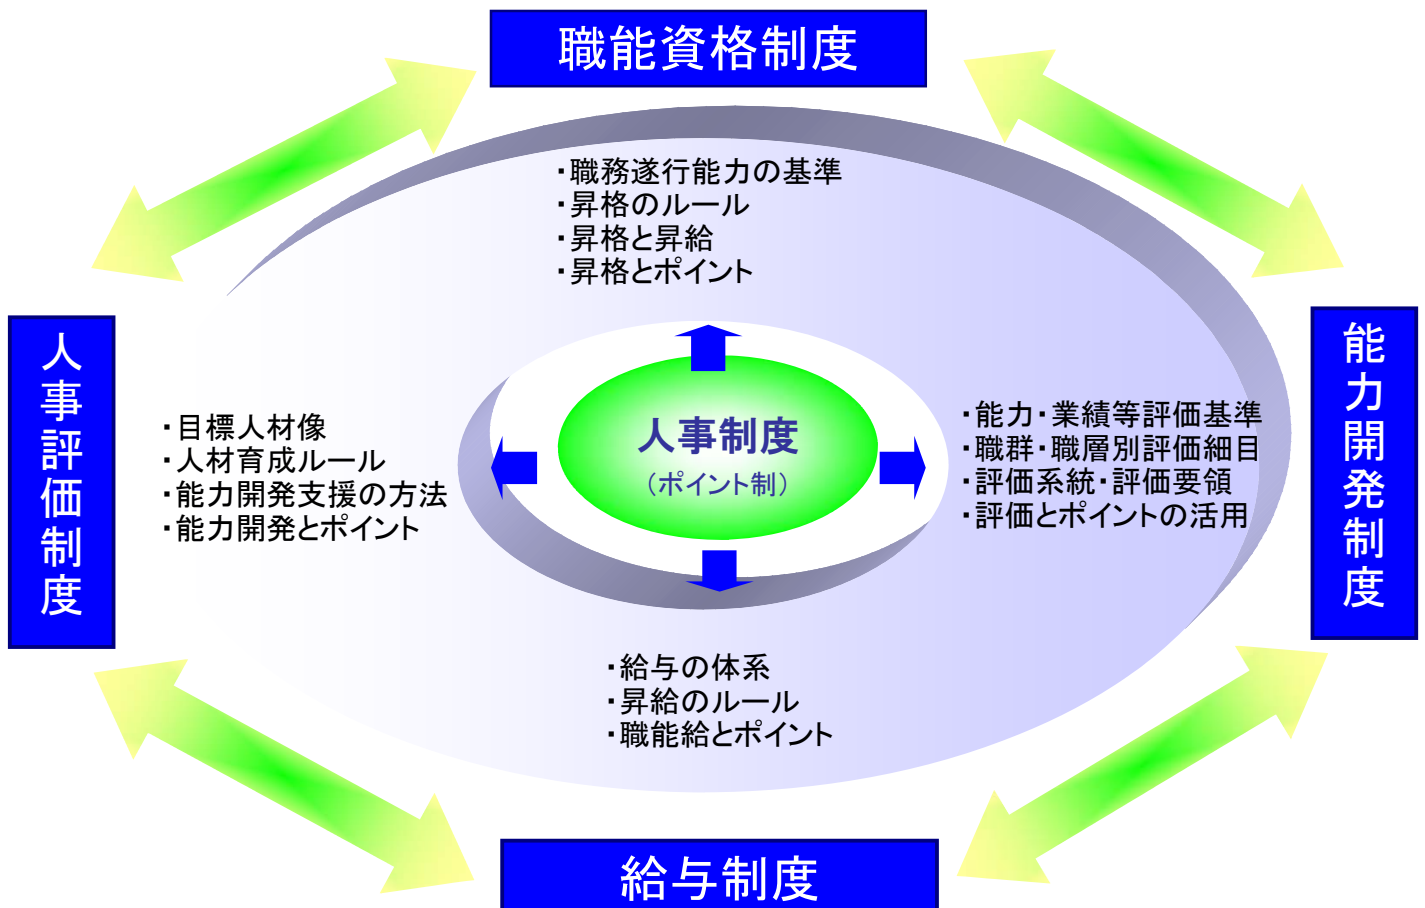 職能資格制度
・職務遂行能力の基準
・昇格のルール
・昇格と昇給
・昇格とポイント
人事評価制度
・目標人材像
・人材育成ルール
・能力開発支援の方法
・能力開発とポイント
人事制度
（ポイント制）
・能力・業績等評価基準
・職群・職層別評価細目
・評価系統・評価要領
・評価とポイントの活用
能力開発制度
・給与の体系
・昇給のルール
・職能給とポイント
給与制度